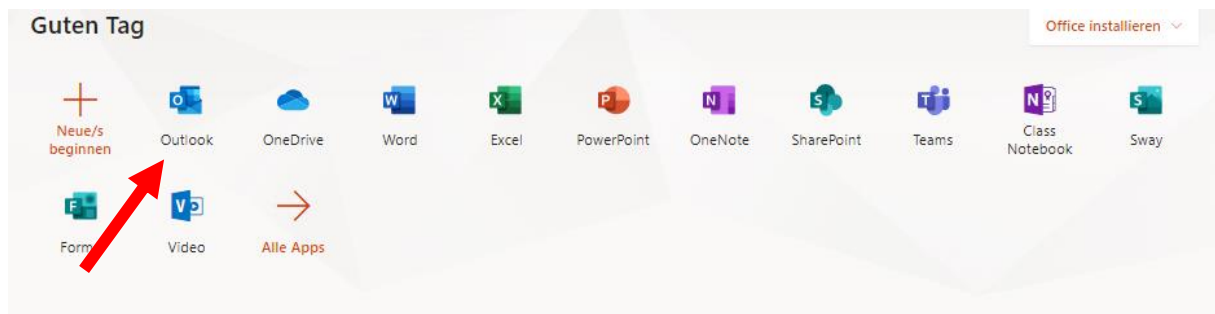 Guten Tag
Office installieren
Neue/s
beginnen
Outlook
OneDrive
Word
Excel
PowerPoint
OneNote
SharePoint
Teams
Class
Notebook
Sway
Video
Alle Apps